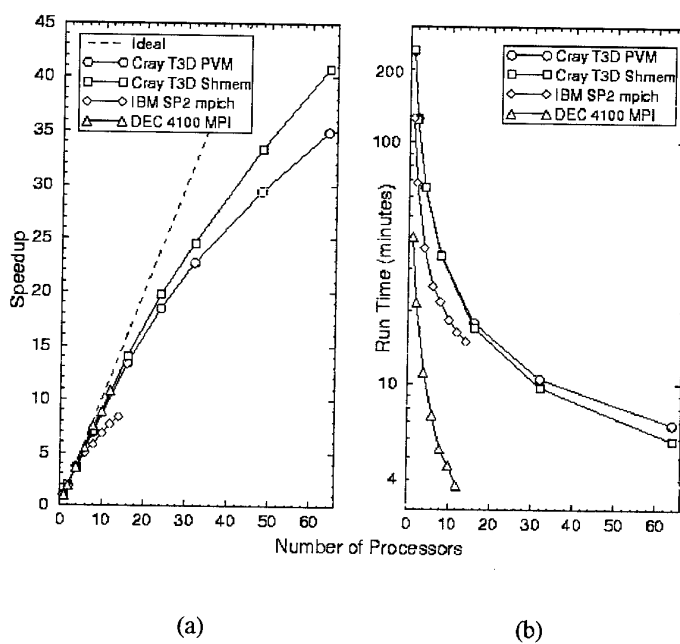 Ideal
Cray T3D PVM
Cray T3D Shmem
IBM SP2 mpich
DEC 4100 MPI
45
40
35
30
25
20
15
10
5
0
Speedup
0 10 20 30 40 50 60
Cray T3D PVM
Cray T3D Shmem
IBM SP2 mpich
DEC 4100 MPI
200
100
10
4
Run Time (minutes)
0 10 20 30 40 50 60
Number of Processors
(a)
(b)